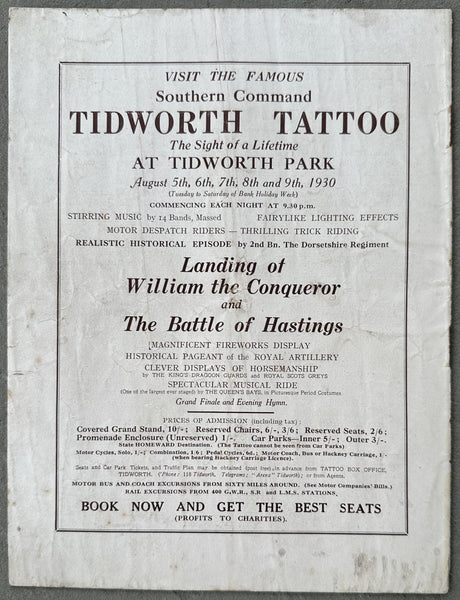 VISIT THE FAMOUS
Southern Command
TIDWORTH TATTOO
The Sight of a Lifetime
AT TIDWORTH PARK
August 5th, 6th, 7th, 8th and 9th, 1930
(Tuesday to Saturday of Bank Holiday Week)
COMMENCING EACH NIGHT AT 9.30 p.m.
STIRRING MUSIC by 14 Bands, Massed FAIRYLIKE LIGHTING EFFECTS
MOTOR DESPATCH RIDERS — THRILLING TRICK RIDING
REALISTIC HISTORICAL EPISODE by 2nd Bn. The Dorsetshire Regiment
Landing of
William the Conqueror
and
The Battle of Hastings
MAGNIFICENT FIREWORKS DISPLAY
HISTORICAL PAGEANT of the ROYAL ARTILLERY
CLEVER DISPLAYS OF HORSEMANSHIP
by THE KING'S DRAGOON GUARDS and ROYAL SCOTS GREYS
SPECTACULAR MUSICAL RIDE
(One of the largest ever staged) by THE QUEEN'S BAYS, in Picturesque Period Costumes
Grand Finale and Evening Hymn.
PRICES OF ADMISSION (including tax):
Covered Grand Stand, 10/-; Reserved Chairs, 6/-, 3/6; Reserved Seats, 2/6;
Promenade Enclosure (Unreserved) 1/-. Car Parks—Inner 5/-; Outer 3/-.
State HOMEWARD Destination. (The Tattoo cannot be seen from Car Parks)
Motor Cycles, Solo, 1/-; Combination, 1/6; Pedal Cycles, 6d.; Motor Coach, Bus or Hackney Carriage, 1/-
(when bearing Hackney Carriage Licence).
Seats and Car Park Tickets, and Traffic Plan may be obtained (post free), in advance from TATTOO BOX OFFICE,
TIDWORTH. (Phone: 116 Tidworth. Telegrams: "Arena" Tidworth); or from Agents.
MOTOR BUS AND COACH EXCURSIONS FROM SIXTY MILES AROUND. (See Motor Companies' Bills.)
RAIL EXCURSIONS FROM 400 G.W.R., S.R and L.M.S. STATIONS.
BOOK NOW AND GET THE BEST SEATS
(PROFITS TO CHARITIES).